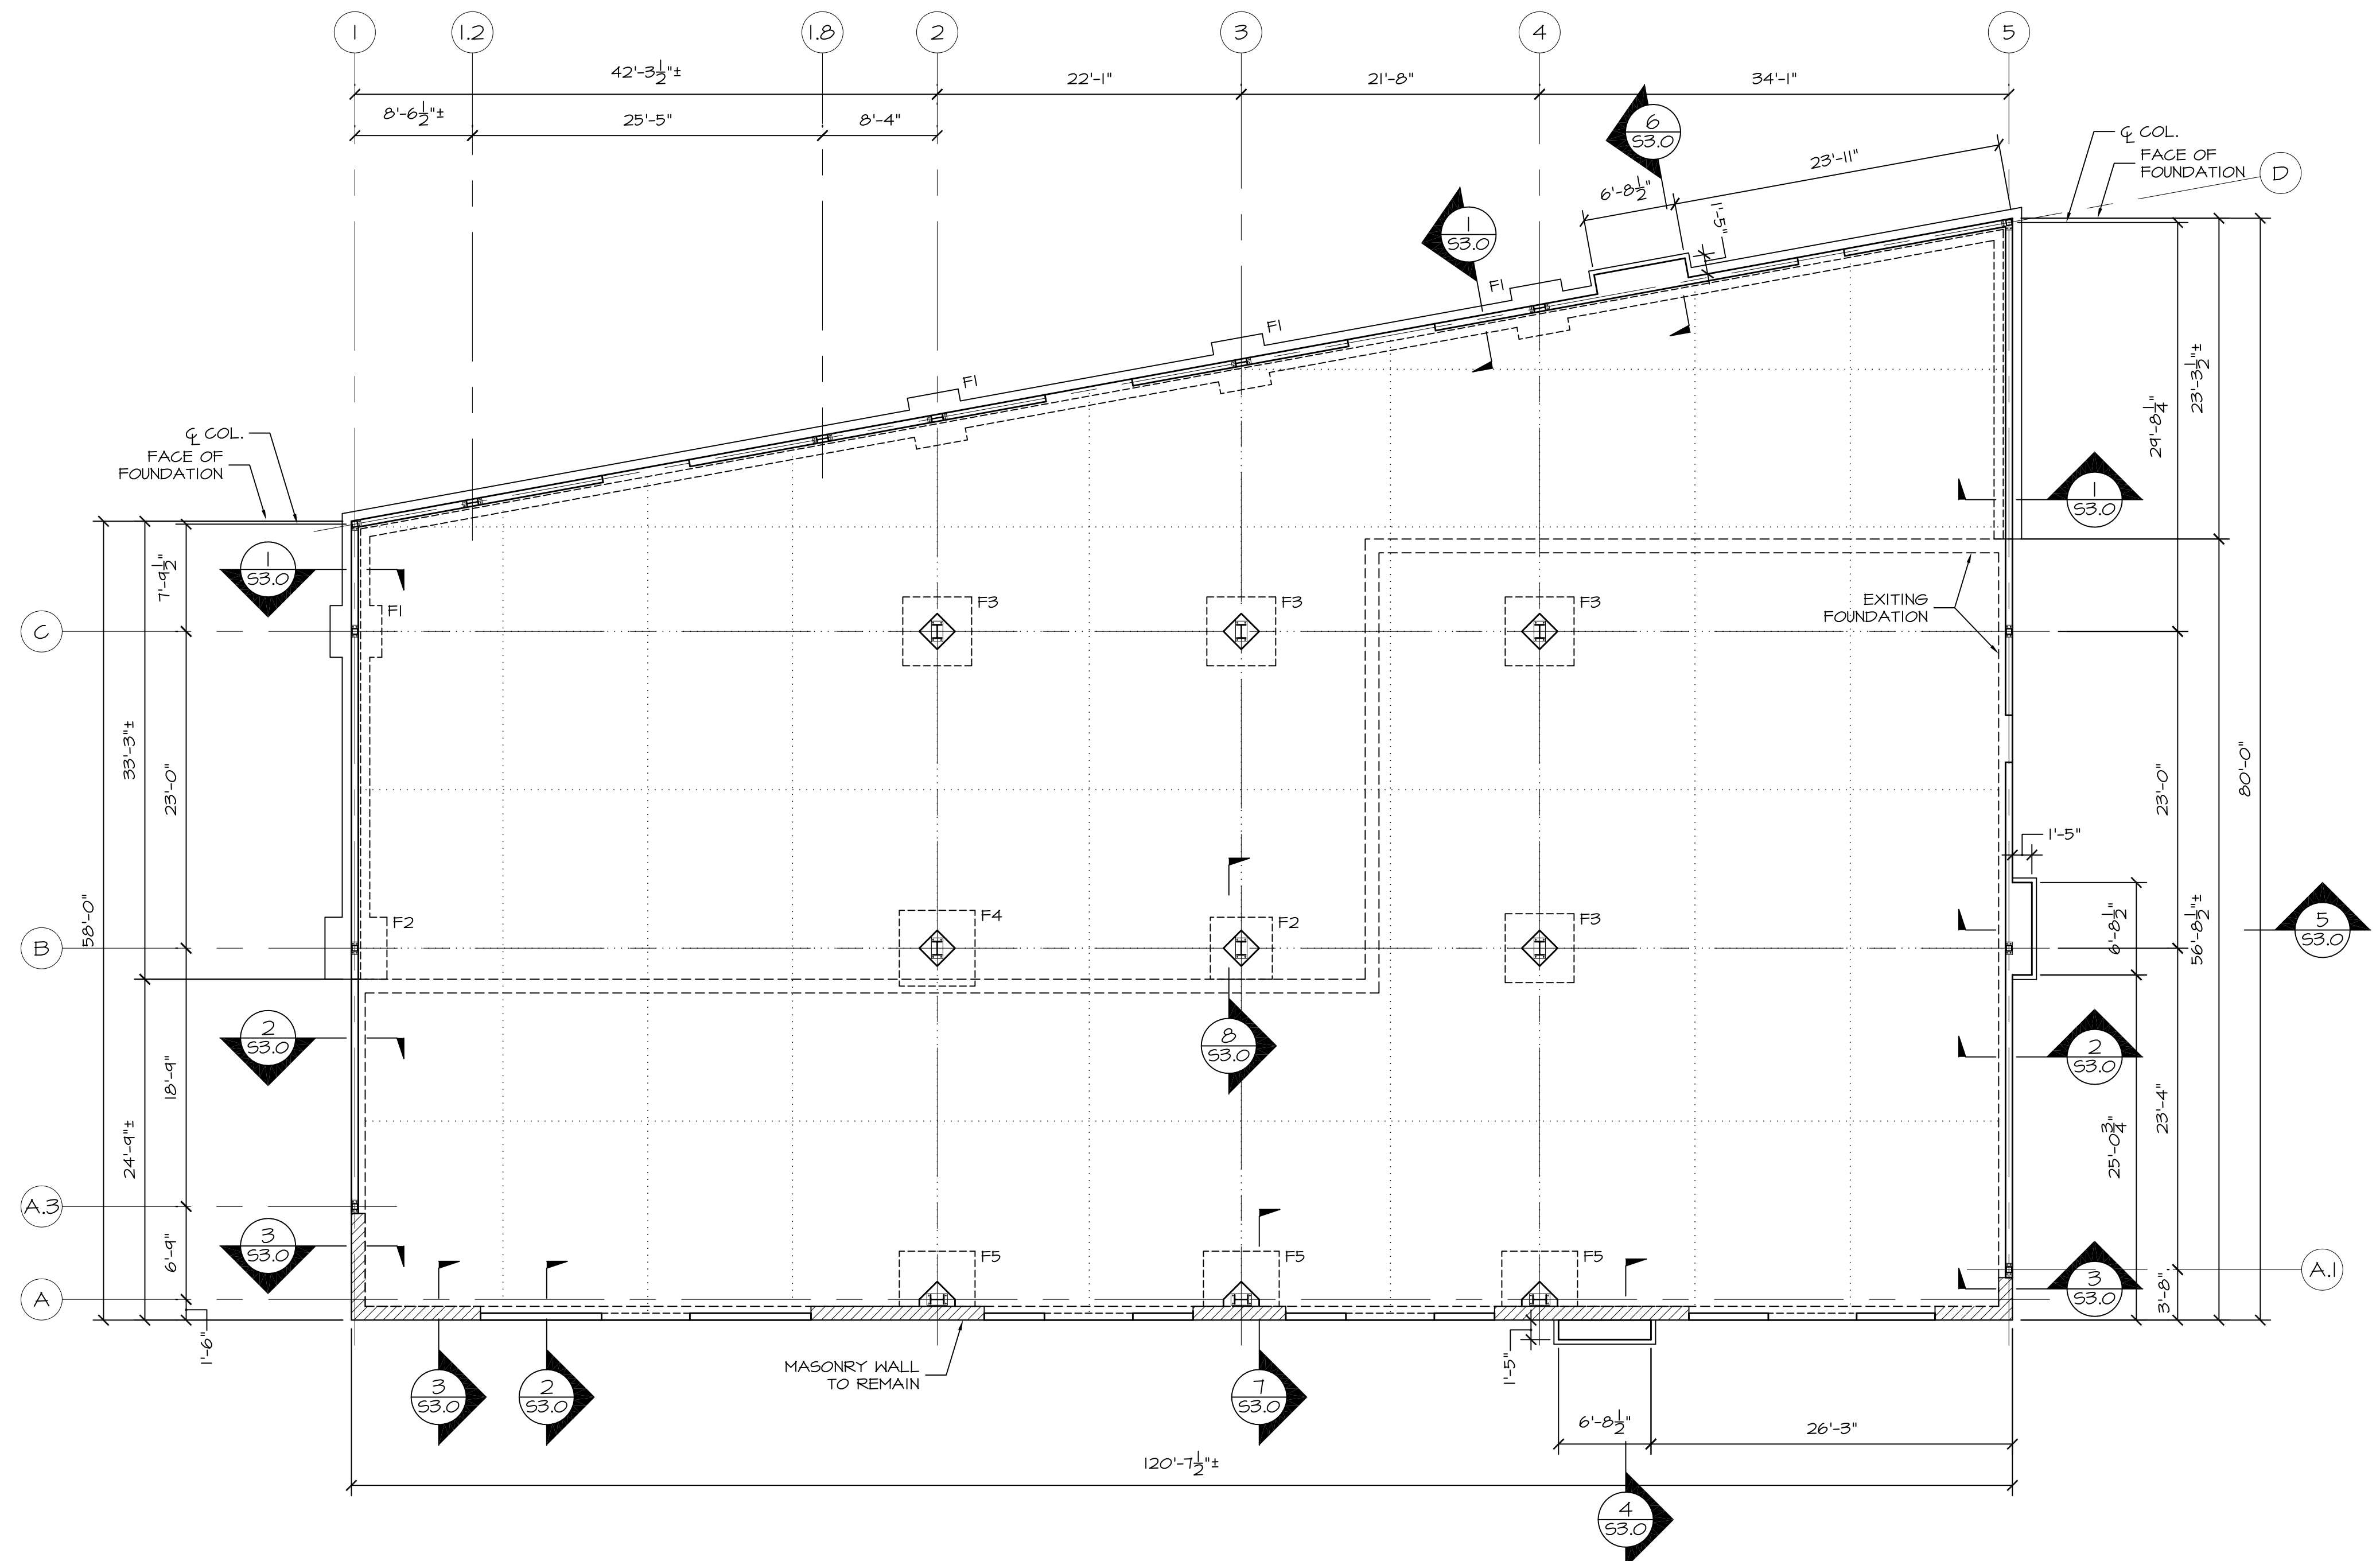 1 1.2 1.8 2 3 4 5
42'-3½"± 22'-1" 21'-8" 34'-1"
8'-6½"± 25'-5" 8'-4"
6
S3.0
23'-11"
6'-8½"
1'-5"
℄ COL.
FACE OF
FOUNDATION
D
1
S3.0
F1
F1
F1
℄ COL.
FACE OF
FOUNDATION
23'-3½"±
29'-8¼"
1
S3.0
7'-9½"
1
S3.0
F1
C
F3 F3 F3
EXITING
FOUNDATION
33'-3"±
23'-0"
58'-0"
23'-0"
80'-0"
1'-5"
B
F2 F4 F2 F3
6'-8½"
56'-8½"±
5
S3.0
2
S3.0
8
S3.0
2
S3.0
18'-9"
24'-9"±
25'-0¾"
23'-4"
A.3
3
S3.0
6'-9"
A
1'-6"
F5 F5 F5
3
S3.0
3'-8"
A.1
MASONRY WALL
TO REMAIN
1'-5"
3
S3.0
2
S3.0
7
S3.0
6'-8½" 26'-3"
120'-7½"±
4
S3.0